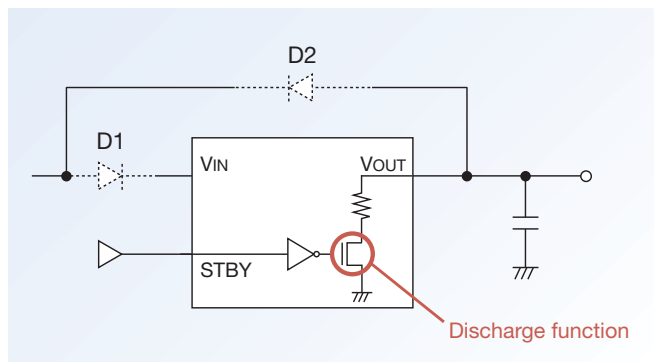 D2
D1
VIN
VOUT
STBY
Discharge function